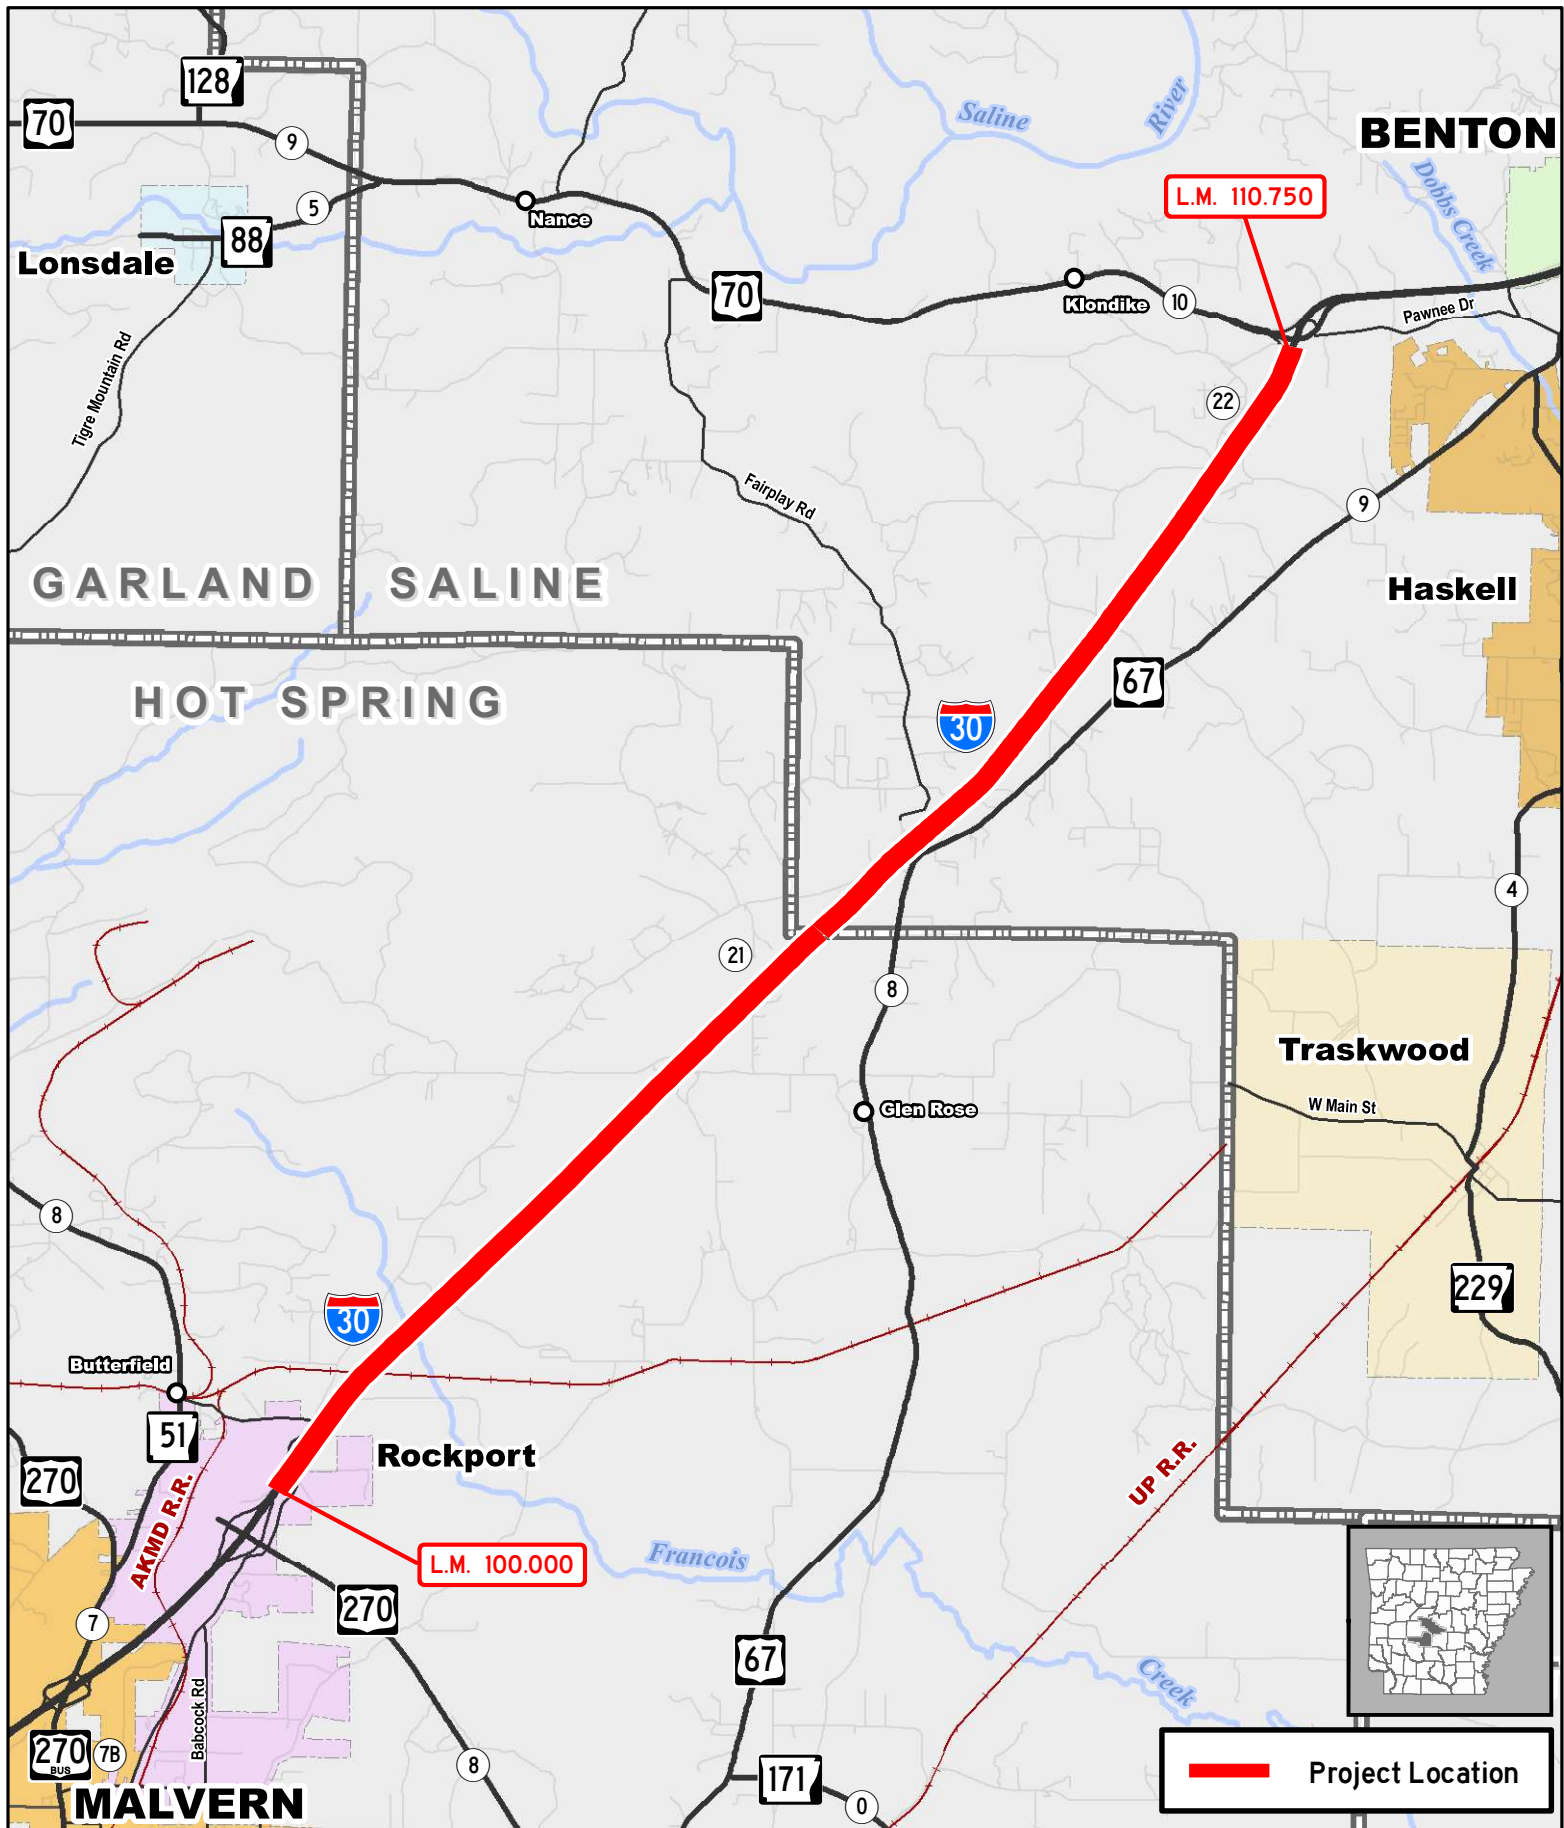 128
70
9
Saline
River
BENTON
Dobbs Creek
L.M. 110.750
5
88
Nance
Lonsdale
70
Klondike
10
Pawnee Dr
Tigre Mountain Rd
22
Fairplay Rd
9
GARLAND
SALINE
Haskell
HOT SPRING
67
30
4
21
8
Traskwood
Glen Rose
W Main St
8
229
30
Butterfield
51
Rockport
270
UP R.R.
AKMD R.R.
L.M. 100.000
Francois
270
7
67
Creek
Babcock Rd
270
BUS
7B
8
171
0
Project Location
MALVERN